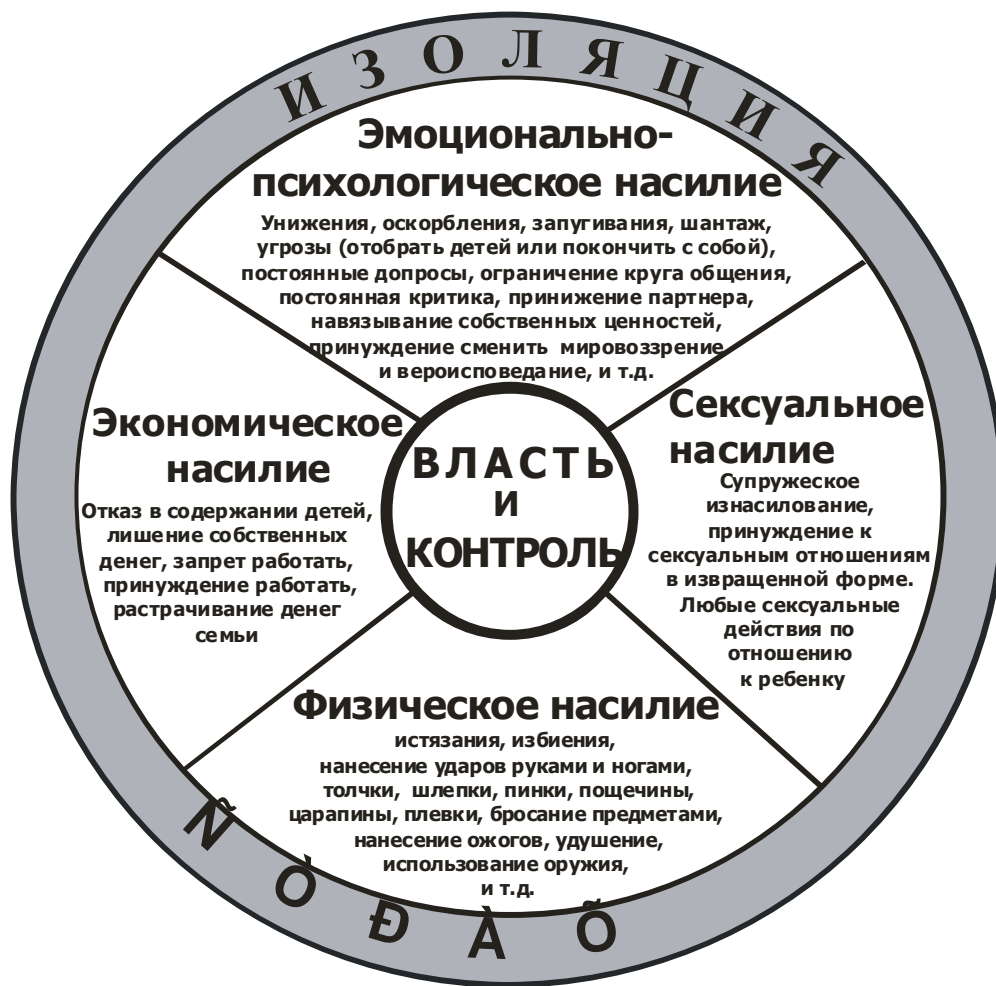 ИЗОЛЯЦИЯ
Эмоционально-
психологическое насилие
Унижения, оскорбления, запугивания, шантаж,
угрозы (отобрать детей или покончить с собой),
постоянные допросы, ограничение круга общения,
постоянная критика, принижение партнера,
навязывание собственных ценностей,
принуждение сменить мировоззрение
и вероисповедание, и т.д.
Экономическое
насилие
Отказ в содержании детей,
лишение собственных
денег, запрет работать,
принуждение работать,
растрачивание денег
семьи
ВЛАСТЬ
И
КОНТРОЛЬ
Сексуальное
насилие
Супружеское
изнасилование,
принуждение к
сексуальным отношениям
в извращенной форме.
Любые сексуальные
действия по
отношению
к ребенку
Физическое насилие
истязания, избиения,
нанесение ударов руками и ногами,
толчки, шлепки, пинки, пощечины,
царапины, плевки, бросание предметами,
нанесение ожогов, удушение,
использование оружия,
и т.д.
ÑÒÐÀÕ